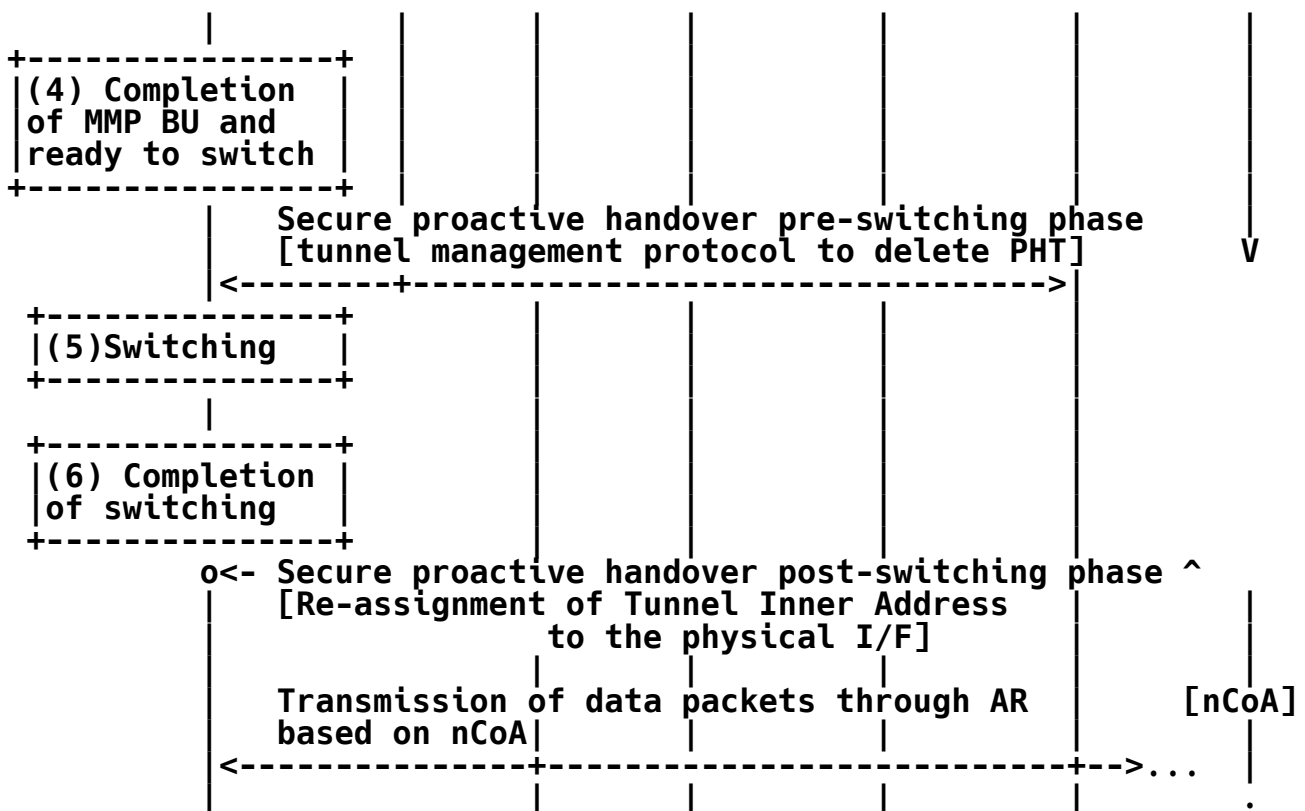 (4) Completion
of MMP BU and
ready to switch
Secure proactive handover pre-switching phase
[tunnel management protocol to delete PHT] V
(5)Switching
(6) Completion
of switching
o<- Secure proactive handover post-switching phase ^
[Re-assignment of Tunnel Inner Address
to the physical I/F]
Transmission of data packets through AR [nCoA]
based on nCoA